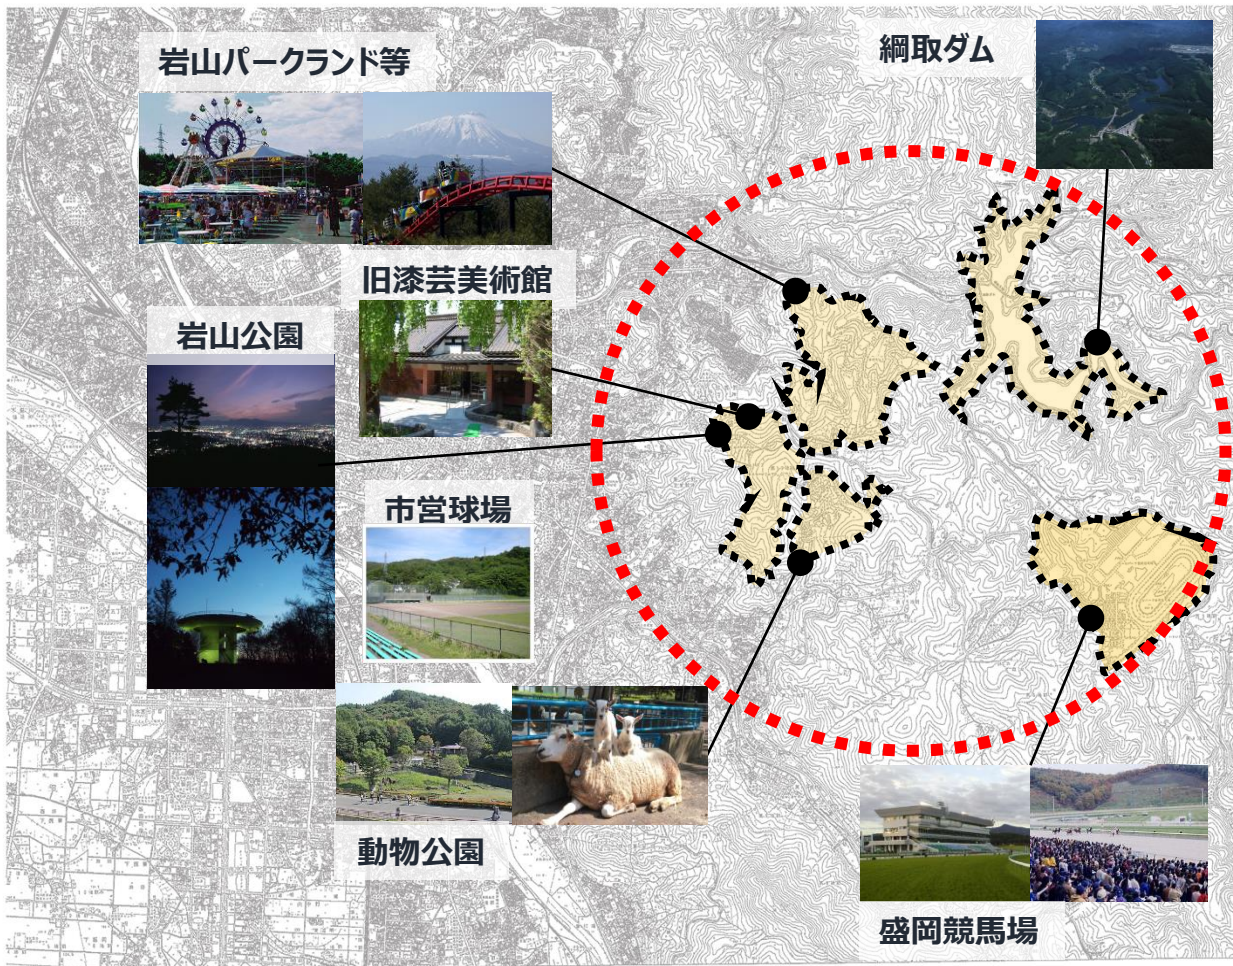 岩山パークランド等
綱取ダム
旧漆芸美術館
岩山公園
市営球場
動物公園
盛岡競馬場